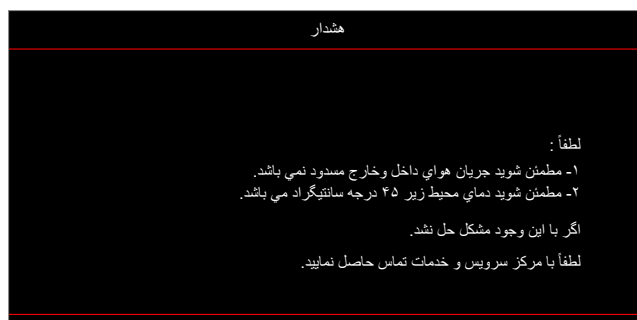 هشدار
لطفاً :
۱- مطمئن شويد جريان هواي داخل وخارج مسدود نمي باشد.
۲- مطمئن شويد دماي محيط زير ۴۵ درجه سانتيگراد مي باشد.
اگر با اين وجود مشكل حل نشد.
لطفاً با مركز سرويس و خدمات تماس حاصل نماييد.